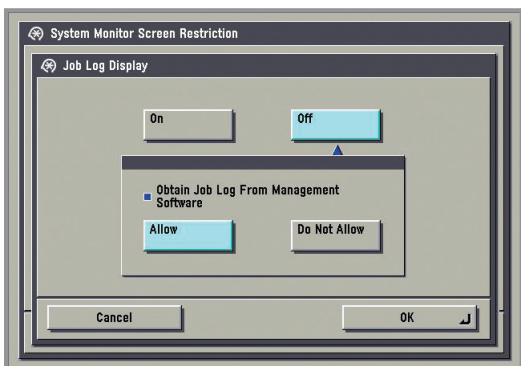 System Monitor Screen Restriction
Job Log Display
On
Off
Obtain Job Log From Management
Software
Allow
Do Not Allow
Cancel
OK